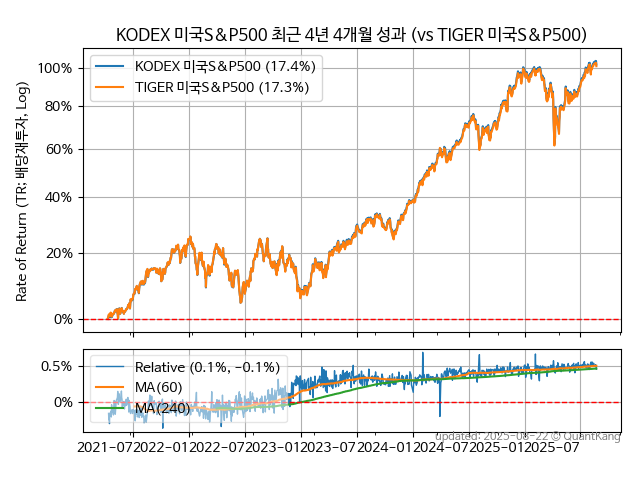 KODEX 미국S&P500 최근 4년 4개월 성과 (vs TIGER 미국S&P500)
KODEX 미국S&P500 (17.4%)
TIGER 미국S&P500 (17.3%)
100%
80%
60%
40%
20%
0%
Rate of Return (TR: 배당재투자, Log)
0.5%
0%
Relative (0.1%, -0.1%)
MA(60)
MA(240)
2021-07 2022-01 2022-07 2023-01 2023-07 2024-01 2024-07 2025-01 2025-07
updated: 2025-08-22 © QuantKang